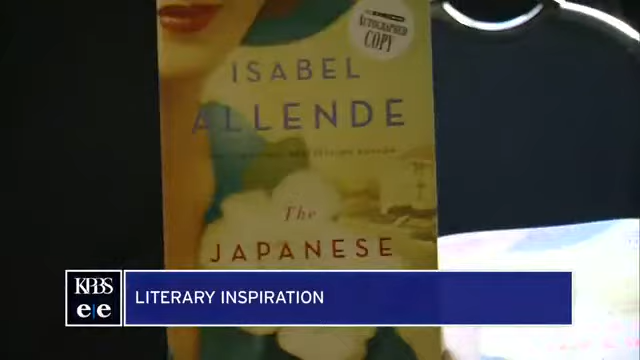 AUTOGRAPHED
COPY
ISABEL
ALLENDE
The
JAPANESE
KPBS
e|e
LITERARY INSPIRATION